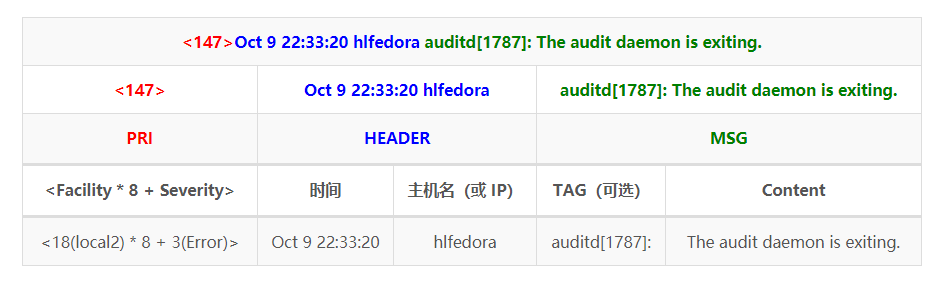 <147>Oct 9 22:33:20 hlfedora auditd[1787]: The audit daemon is exiting.
<147> Oct 9 22:33:20 hlfedora auditd[1787]: The audit daemon is exiting.
PRI HEADER MSG
<Facility * 8 + Severity> 时间 主机名（或 IP） TAG（可选） Content
<18(local2) * 8 + 3(Error)> Oct 9 22:33:20 hlfedora auditd[1787]: The audit daemon is exiting.